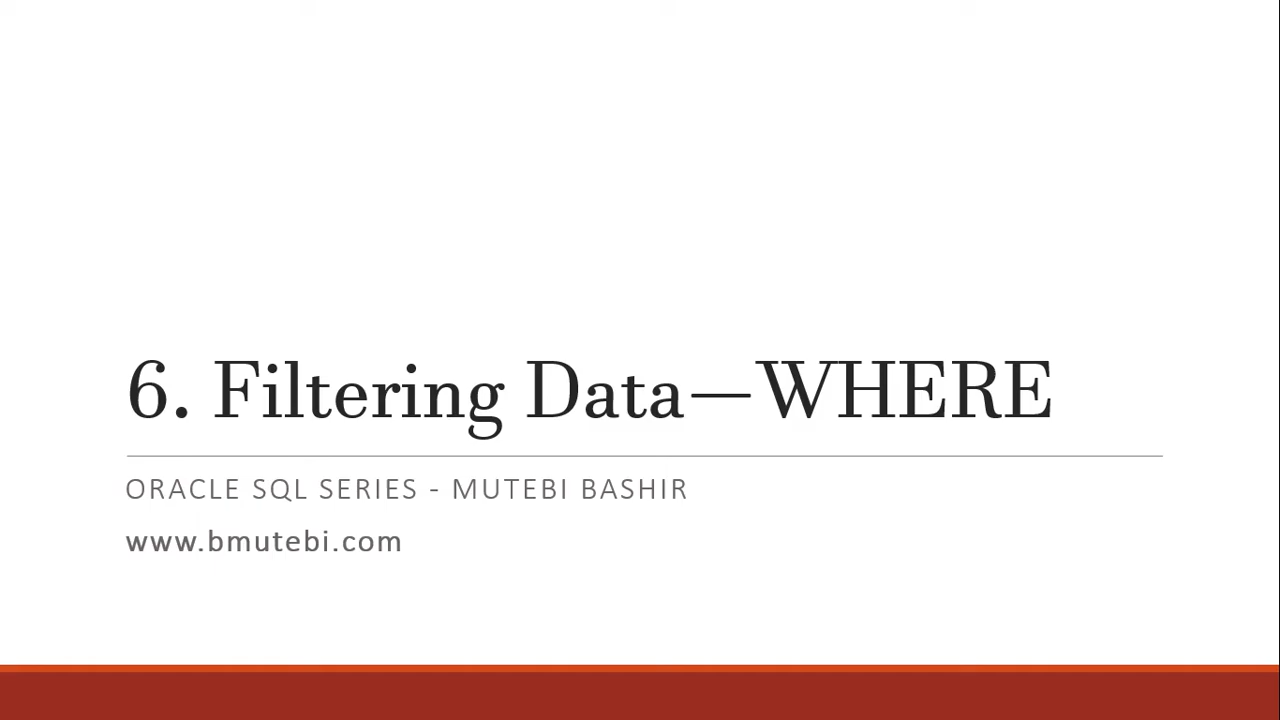 6. Filtering Data—WHERE
ORACLE SQL SERIES - MUTEBI BASHIR
www.bmutebi.com